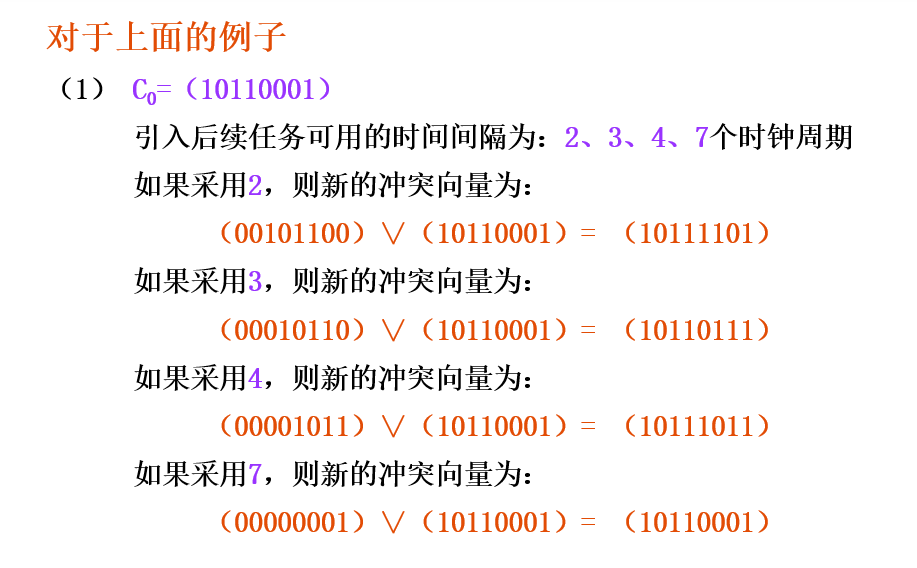 对于上面的例子
（1） C₀=（10110001）
引入后续任务可用的时间间隔为：2、3、4、7个时钟周期
如果采用2，则新的冲突向量为：
（00101100）∨（10110001）= （10111101）
如果采用3，则新的冲突向量为：
（00010110）∨（10110001）= （10110111）
如果采用4，则新的冲突向量为：
（00001011）∨（10110001）= （10111011）
如果采用7，则新的冲突向量为：
（00000001）∨（10110001）= （10110001）